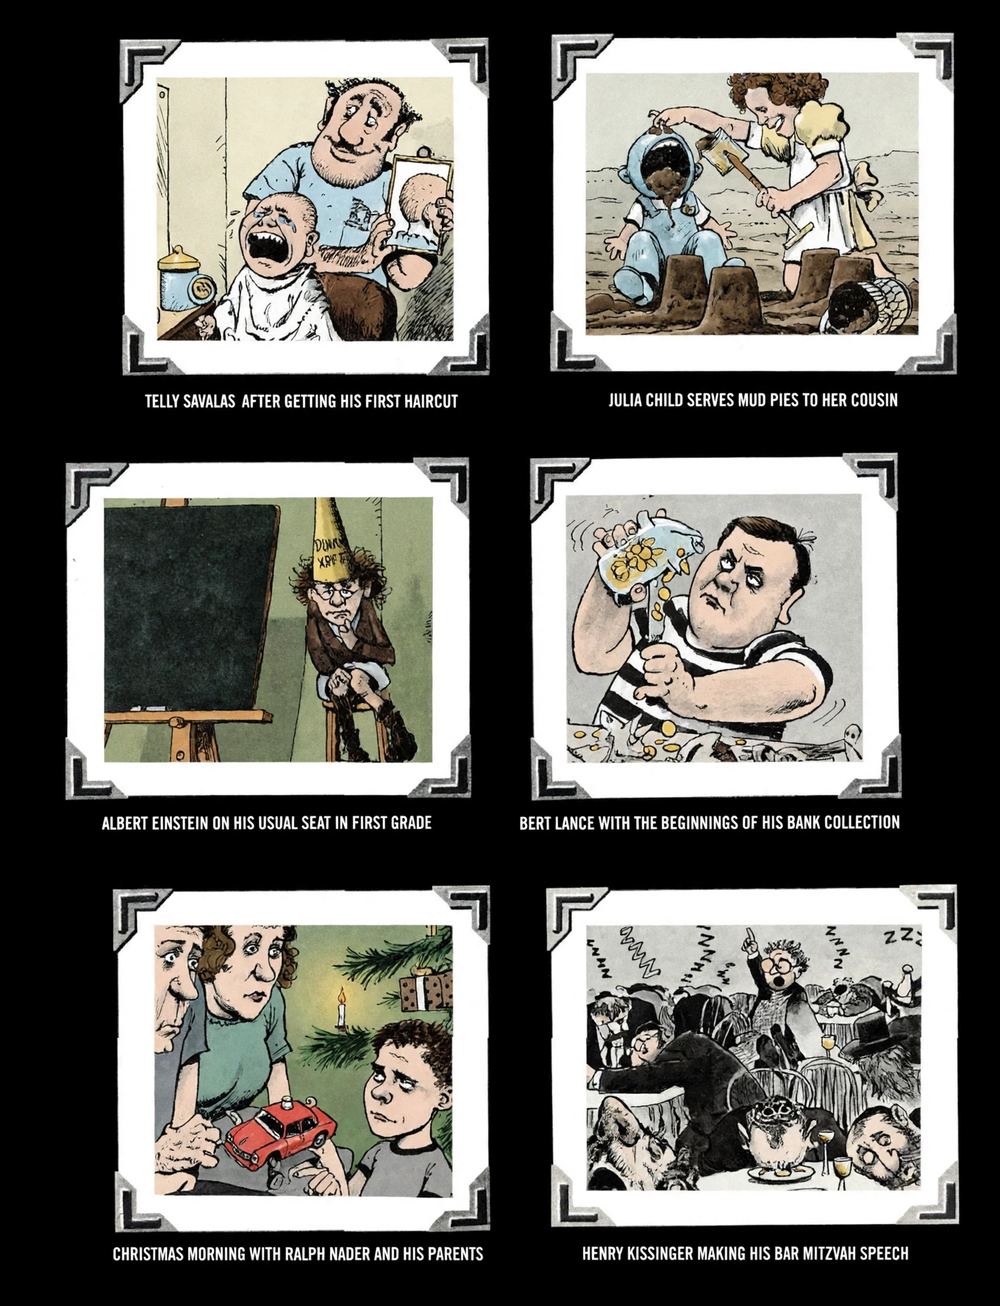 TELLY SAVALAS AFTER GETTING HIS FIRST HAIRCUT
JULIA CHILD SERVES MUD PIES TO HER COUSIN
ALBERT EINSTEIN ON HIS USUAL SEAT IN FIRST GRADE
BERT LANCE WITH THE BEGINNINGS OF HIS BANK COLLECTION
ZZZ
CHRISTMAS MORNING WITH RALPH NADER AND HIS PARENTS
HENRY KISSINGER MAKING HIS BAR MITZVAH SPEECH